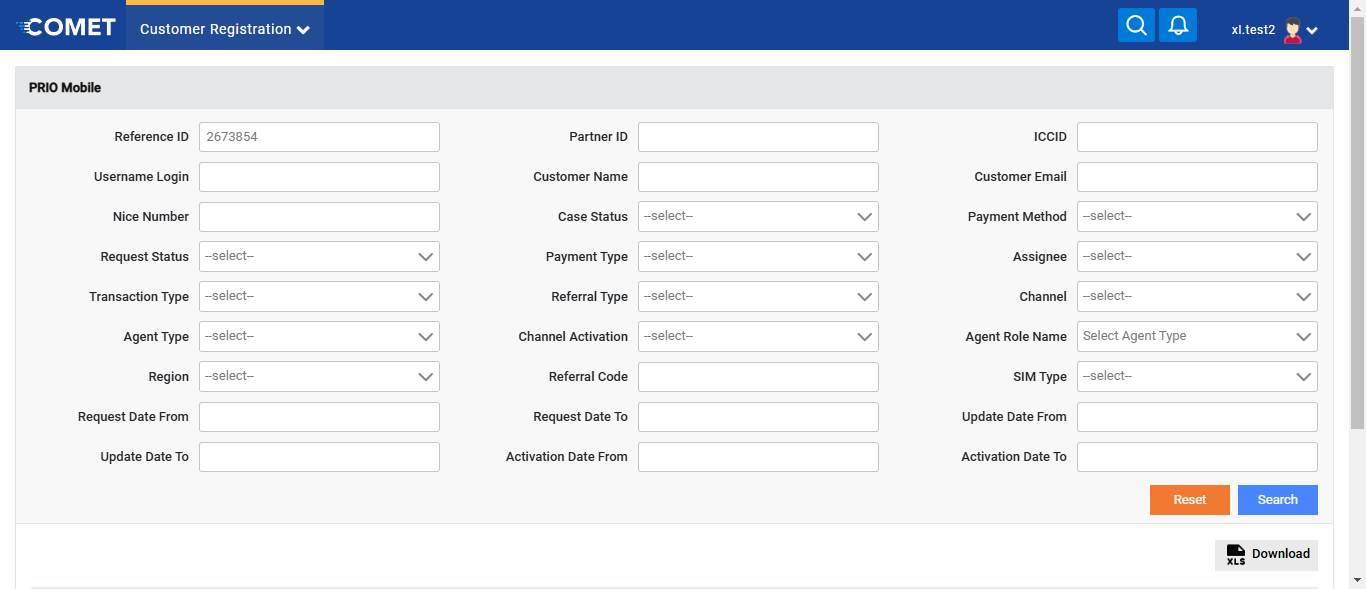 COMET
Customer Registration
xl.test2
PRIO Mobile
Reference ID 2673854 Partner ID ICCID
Username Login Customer Name Customer Email
Nice Number Case Status --select-- Payment Method --select--
Request Status --select-- Payment Type --select-- Assignee --select--
Transaction Type --select-- Referral Type --select-- Channel --select--
Agent Type --select-- Channel Activation --select-- Agent Role Name Select Agent Type
Region --select-- Referral Code SIM Type --select--
Request Date From Request Date To Update Date From
Update Date To Activation Date From Activation Date To
Reset Search
XLS Download